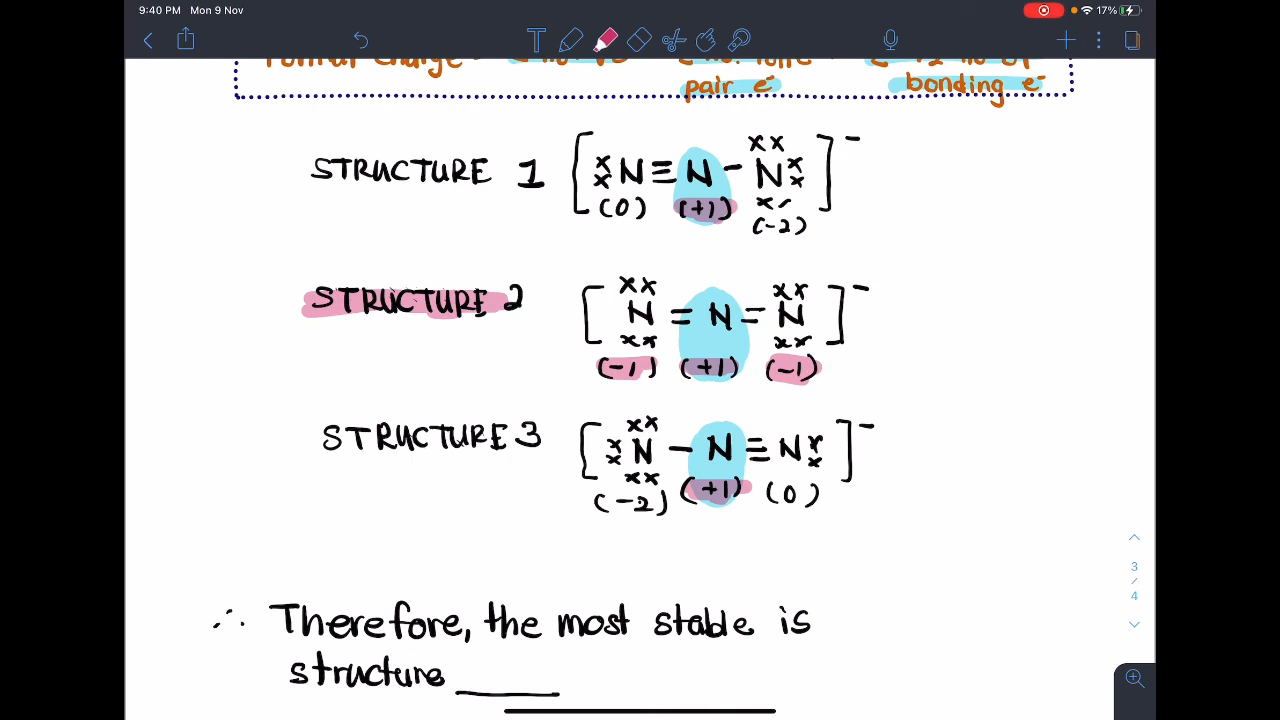 9:40 PM Mon 9 Nov
17%
pair e⁻
bonding e⁻
STRUCTURE 1 [ ××N ≡ N − N×× ×× ×× ]⁻
(0) (+1) (-2)
STRUCTURE 2 [ ××N×× = N = ××N×× ]⁻
(-1) (+1) (-1)
STRUCTURE 3 [ ×× ×× ××N − N ≡ N×× ]⁻
(-2) (+1) (0)
3
/
4
∴ Therefore, the most stable is
structure ____